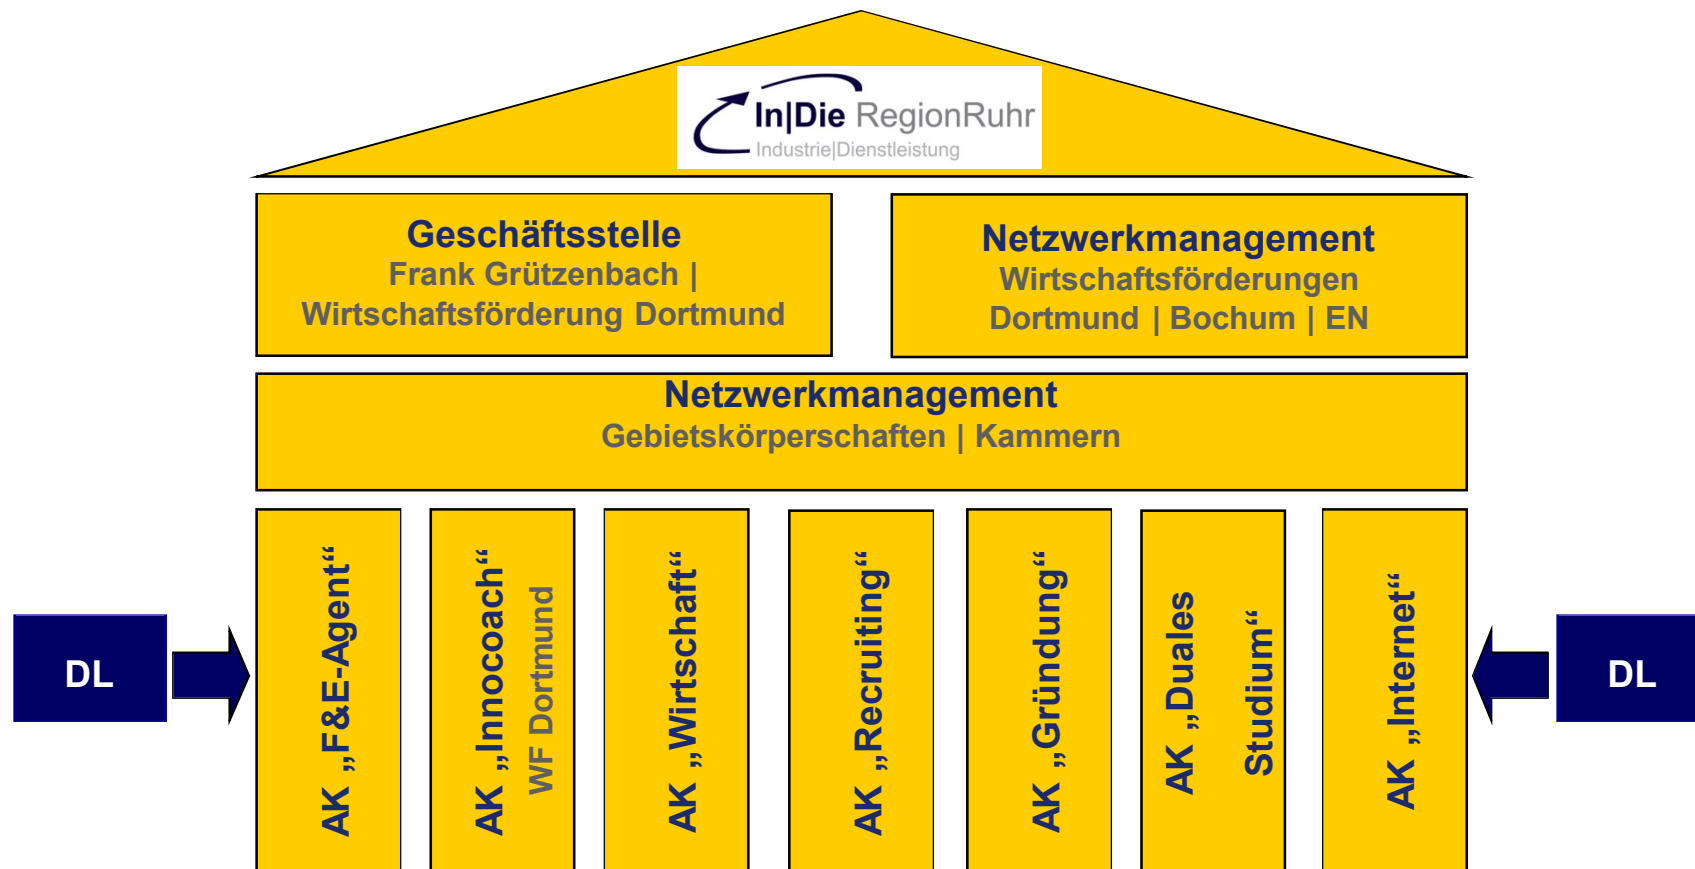 In|Die RegionRuhr
Industrie|Dienstleistung
Geschäftsstelle
Frank Grützenbach |
Wirtschaftsförderung Dortmund
Netzwerkmanagement
Wirtschaftsförderungen
Dortmund | Bochum | EN
Netzwerkmanagement
Gebietskörperschaften | Kammern
DL
AK „F&E-Agent“
AK „Innocoach“
WF Dortmund
AK „Wirtschaft“
AK „Recruiting“
AK „Gründung“
AK „Duales
Studium“
AK „Internet“
DL